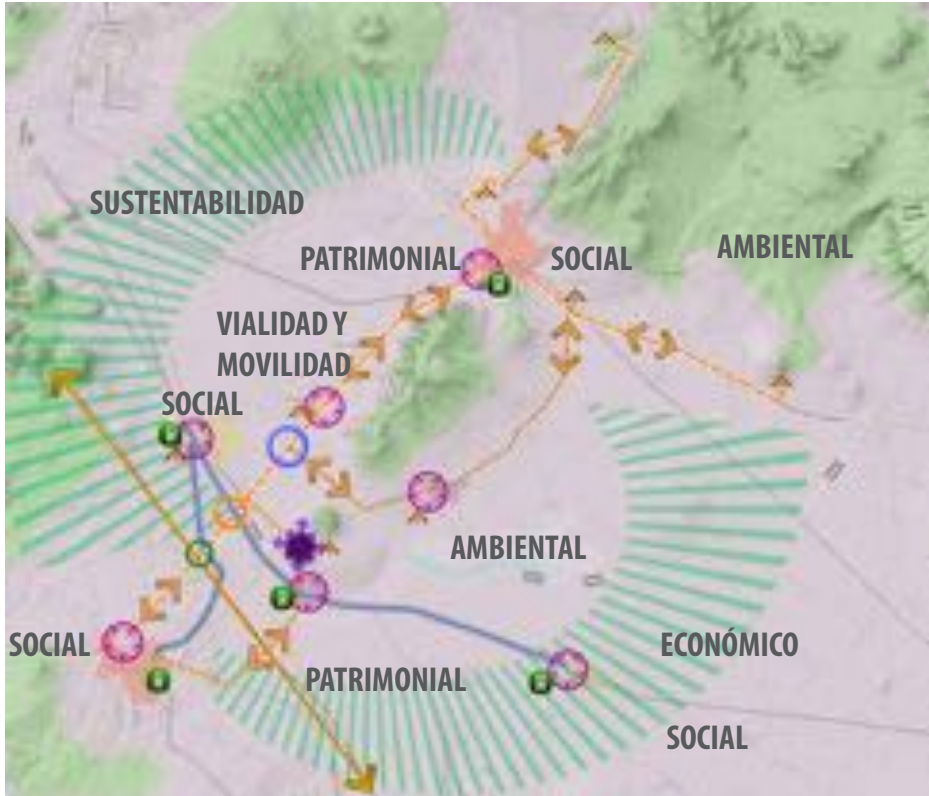 SUSTENTABILIDAD
PATRIMONIAL
SOCIAL
AMBIENTAL
VIALIDAD Y
MOVILIDAD
SOCIAL
AMBIENTAL
SOCIAL
ECONÓMICO
PATRIMONIAL
SOCIAL